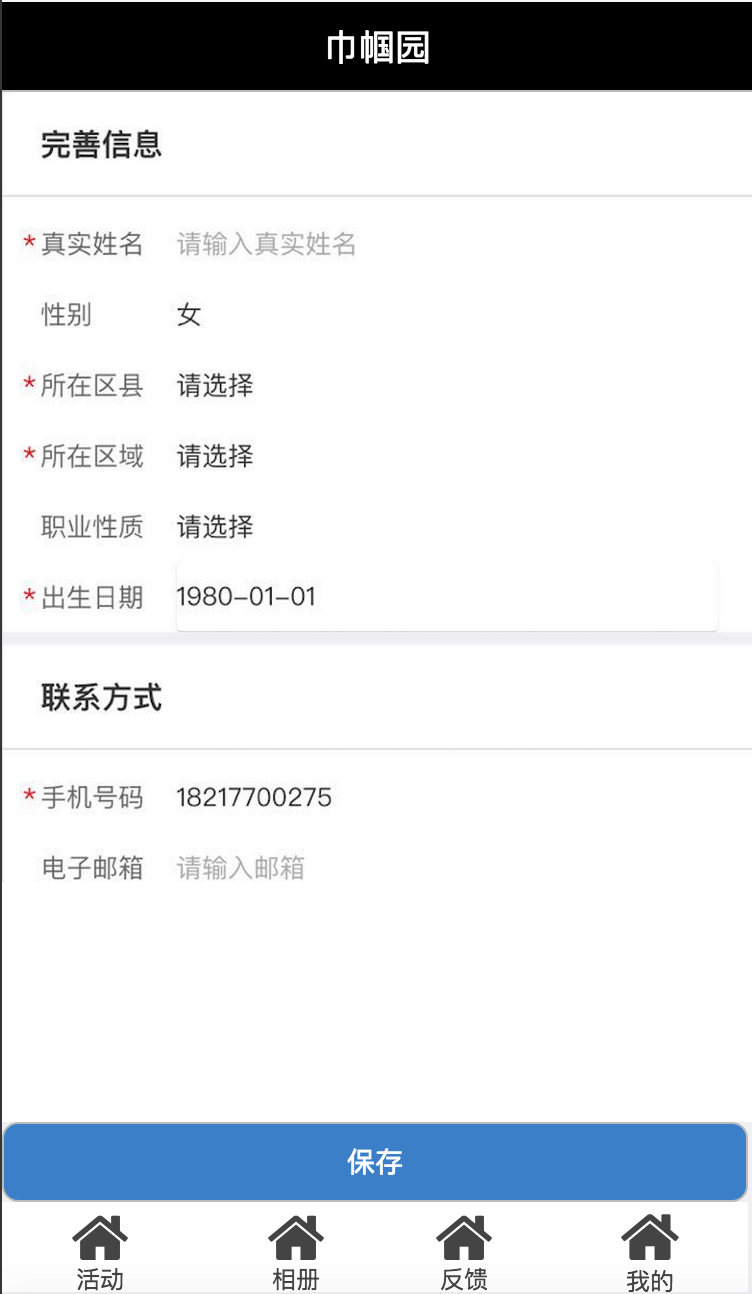 巾帼园
完善信息
*真实姓名 请输入真实姓名
性别 女
*所在区县 请选择
*所在区域 请选择
职业性质 请选择
*出生日期 1980-01-01
联系方式
*手机号码 18217700275
电子邮箱 请输入邮箱
保存
活动 相册 反馈 我的